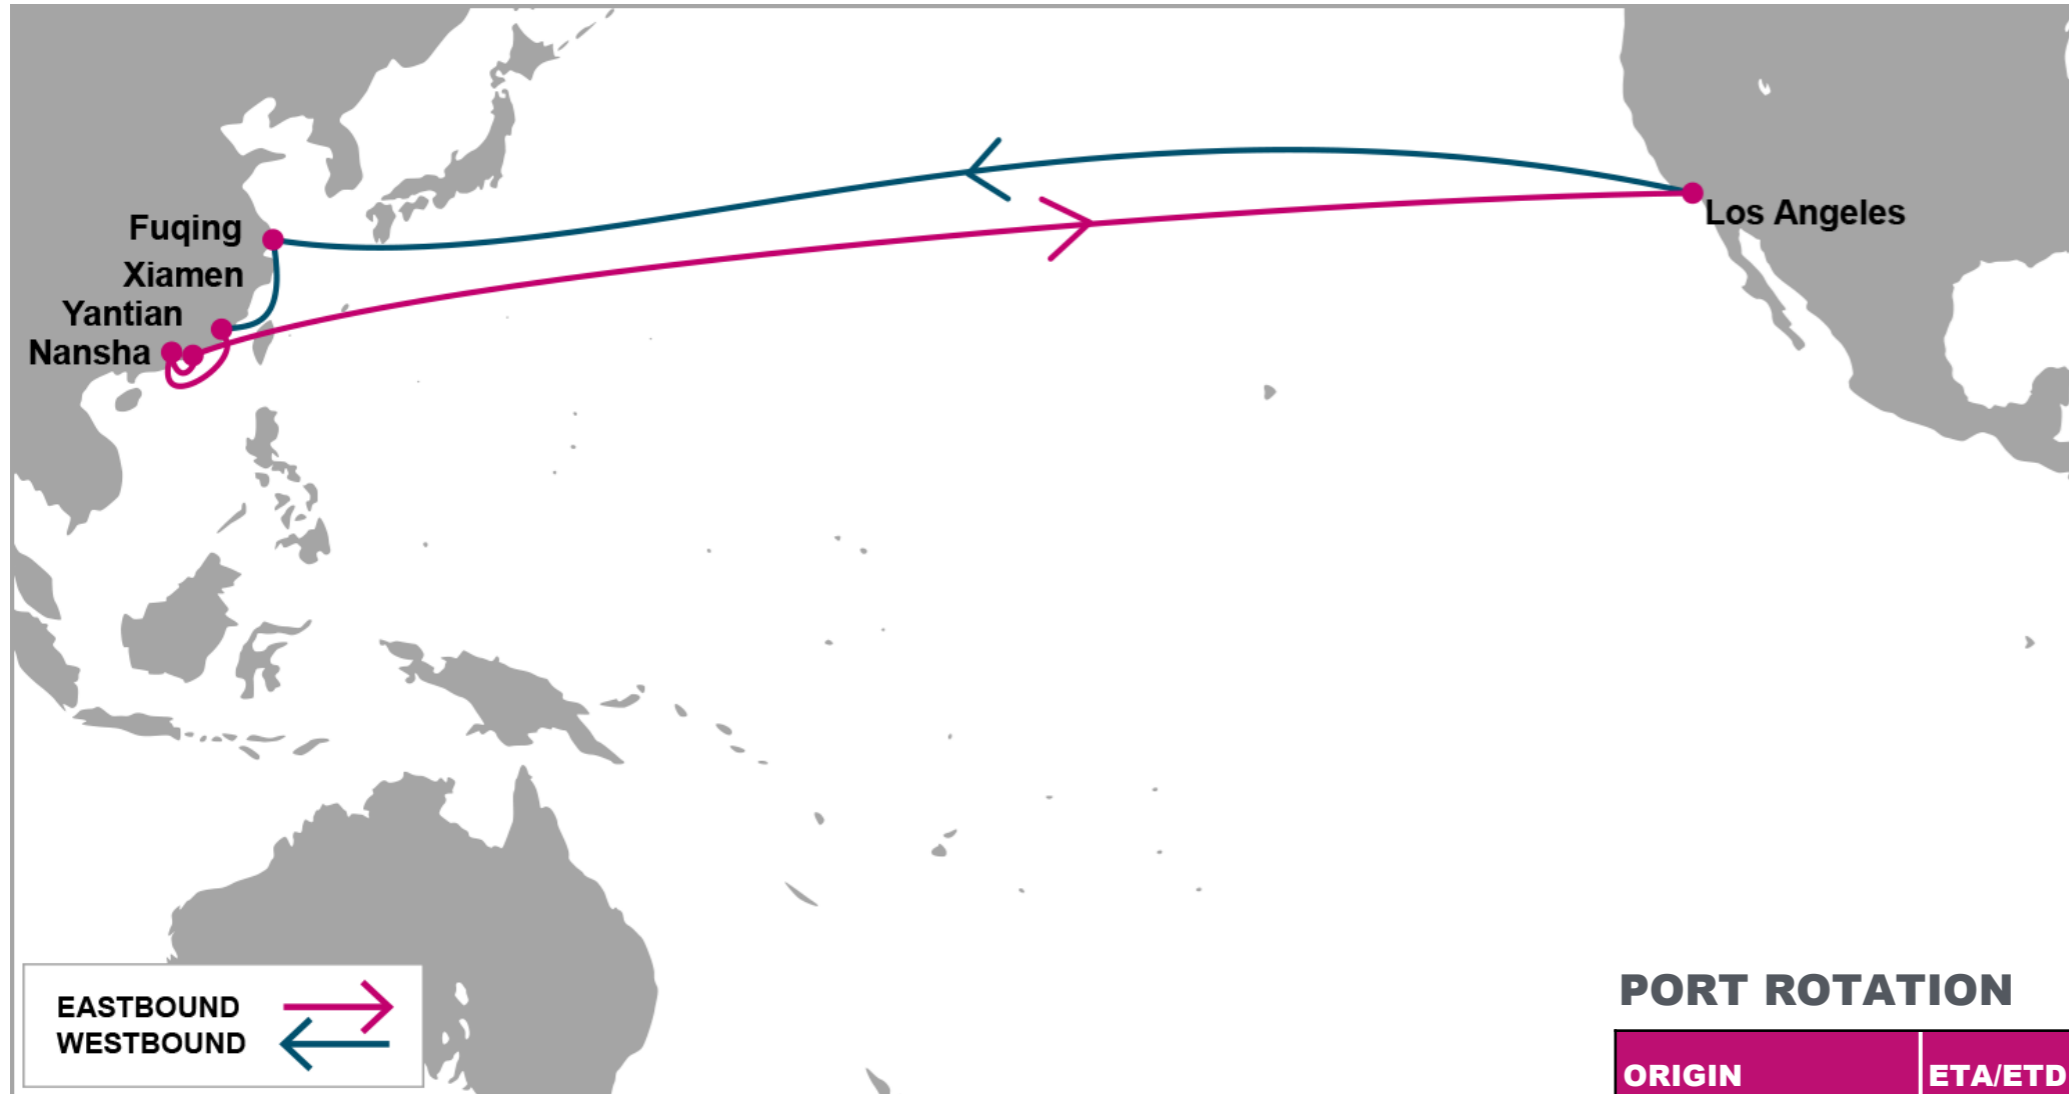 Fuqing
Xiamen
Yantian
Nansha
Los Angeles
EASTBOUND
WESTBOUND
PORT ROTATION
ORIGIN
ETA/ETD